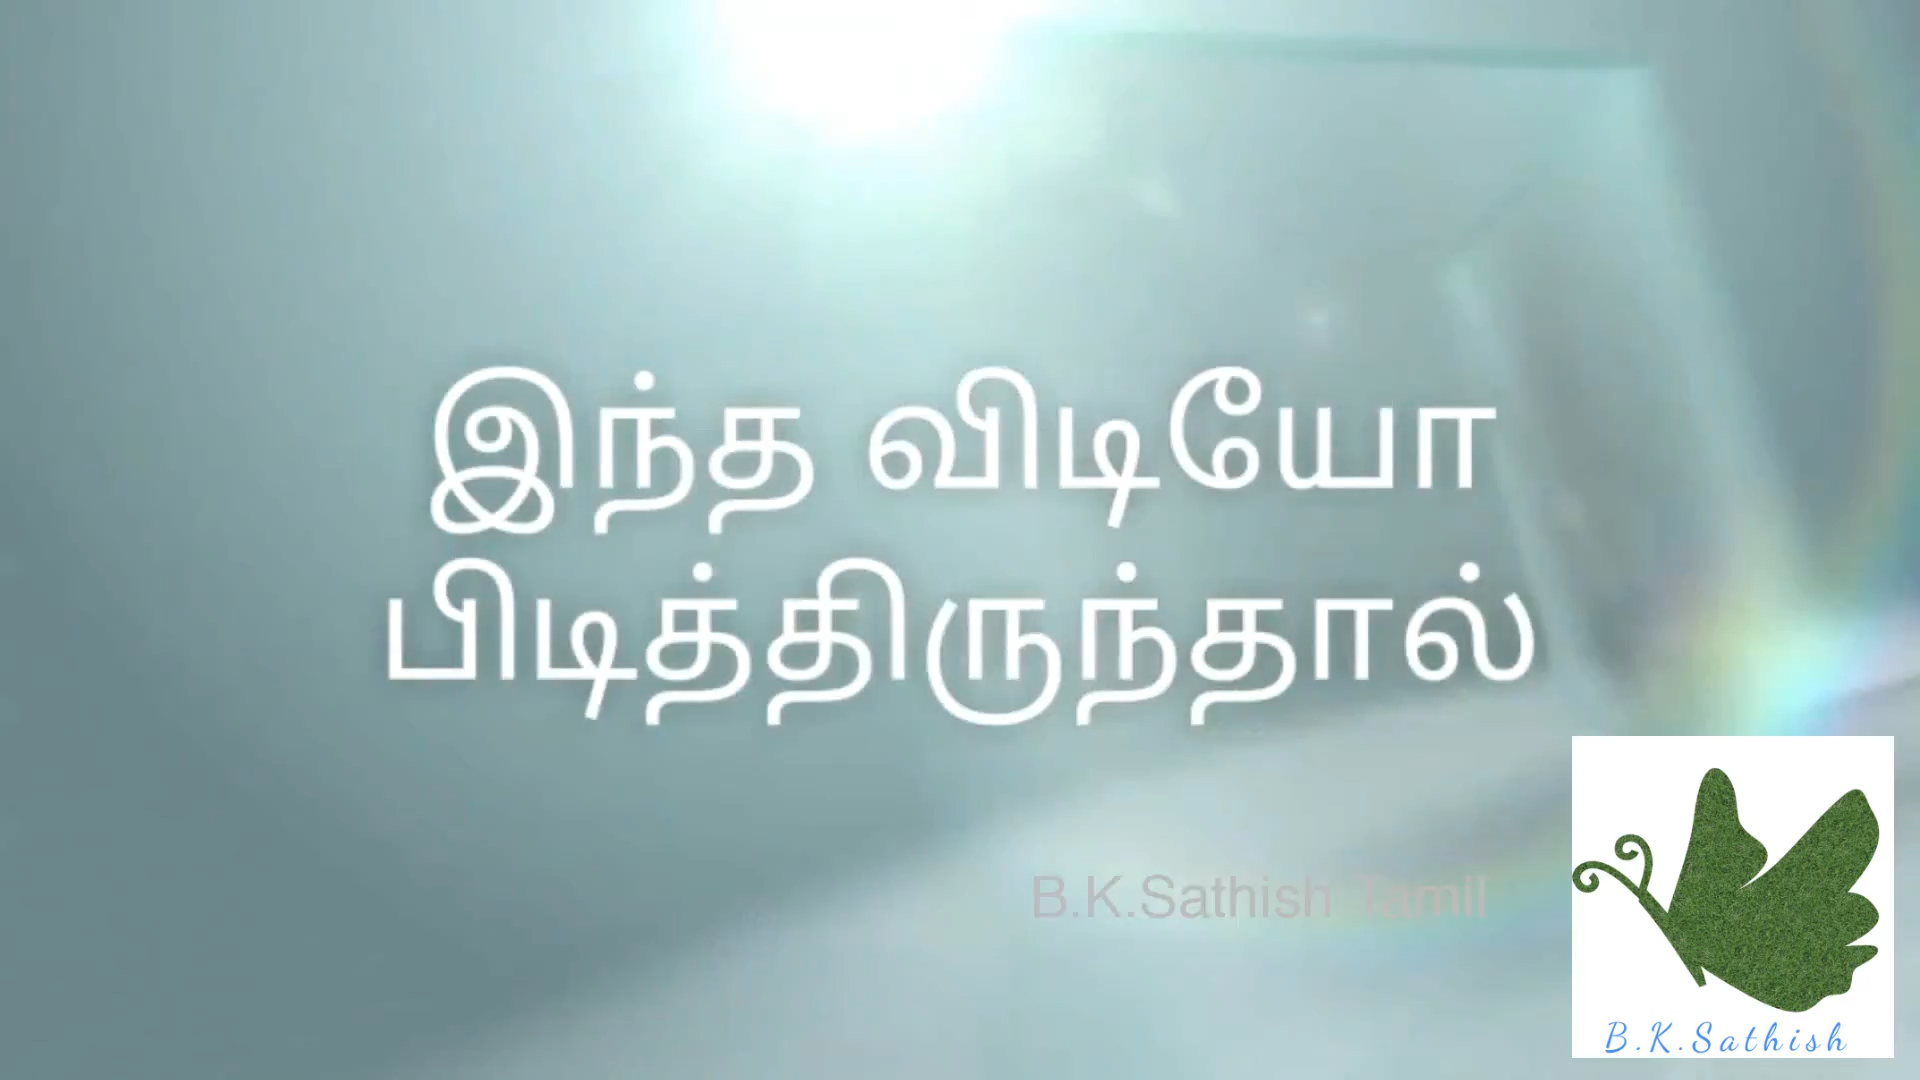 இந்த விடியோ
பிடித்திருந்தால்
B.K.Sathish Tamil
B.K.Sathish